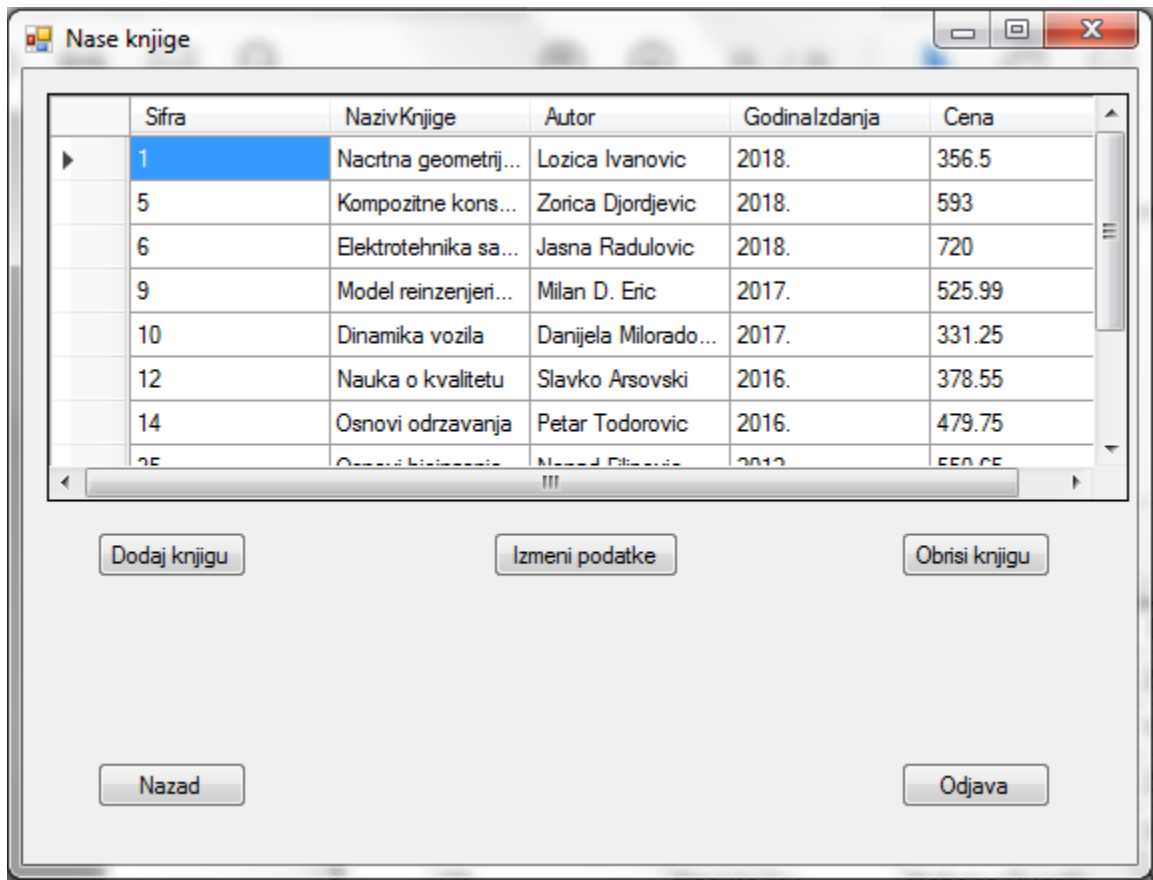 Nase knjige
Sifra NazivKnjige Autor GodinaIzdanja Cena
1 Nacrtna geometrij... Lozica Ivanovic 2018. 356.5
5 Kompozitne kons... Zorica Djordjevic 2018. 593
6 Elektrotehnika sa... Jasna Radulovic 2018. 720
9 Model reinzenjeri... Milan D. Eric 2017. 525.99
10 Dinamika vozila Danijela Milorado... 2017. 331.25
12 Nauka o kvalitetu Slavko Arsovski 2016. 378.55
14 Osnovi odrzavanja Petar Todorovic 2016. 479.75
Dodaj knjigu Izmeni podatke Obrisi knjigu
Nazad Odjava